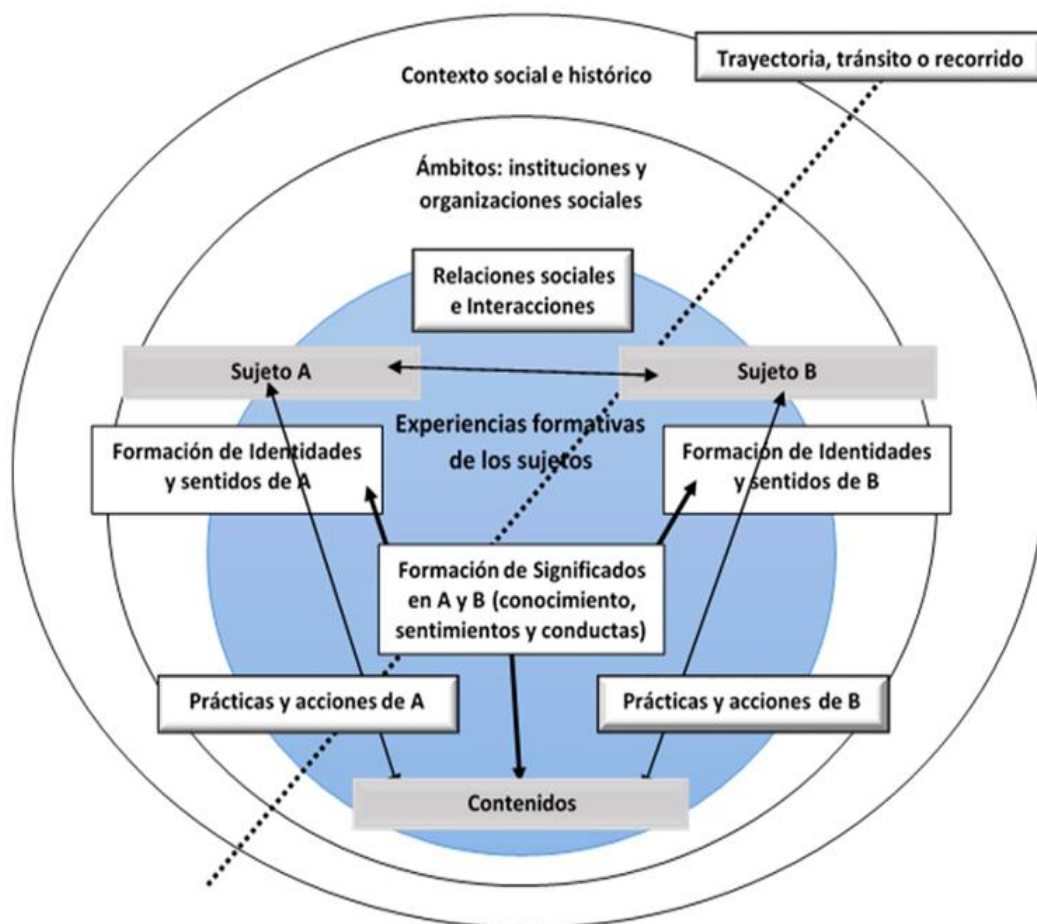 Trayectoria, tránsito o recorrido
Contexto social e histórico
Ámbitos: instituciones y
organizaciones sociales
Relaciones sociales
e Interacciones
Sujeto A
Sujeto B
Experiencias formativas
de los sujetos
Formación de Identidades
y sentidos de A
Formación de Identidades
y sentidos de B
Formación de Significados
en A y B (conocimiento,
sentimientos y conductas)
Prácticas y acciones de A
Prácticas y acciones de B
Contenidos